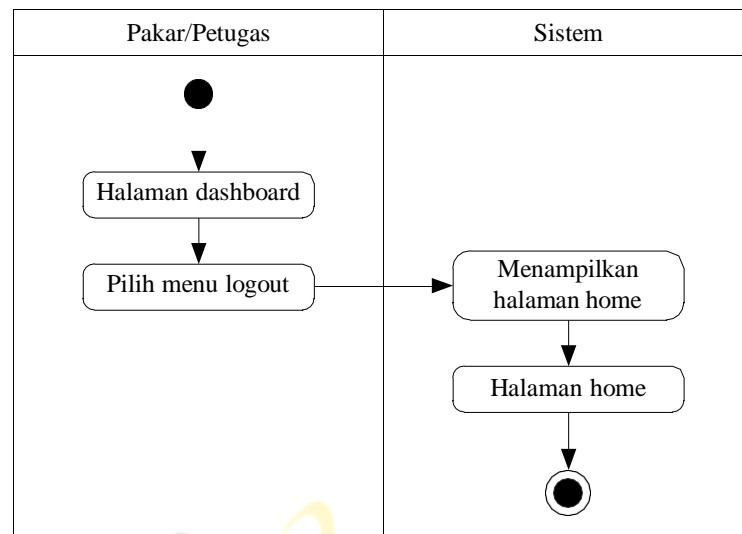 Pakar/Petugas
Sistem
Halaman dashboard
Pilih menu logout
Menampilkan
halaman home
Halaman home